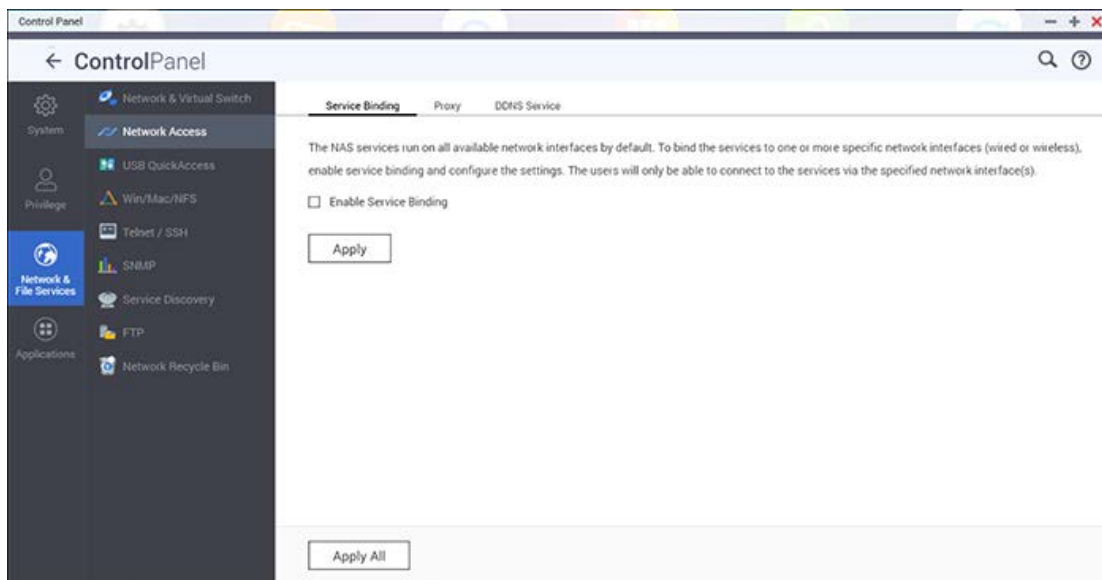 Control Panel
ControlPanel
System
Privilege
Network &
File Services
Applications
Network & Virtual Switch
Network Access
USB QuickAccess
Win/Mac/NFS
Telnet / SSH
SNMP
Service Discovery
FTP
Network Recycle Bin
Service Binding Proxy DDNS Service
The NAS services run on all available network interfaces by default. To bind the services to one or more specific network interfaces (wired or wireless),
enable service binding and configure the settings. The users will only be able to connect to the services via the specified network interface(s).
Enable Service Binding
Apply
Apply All